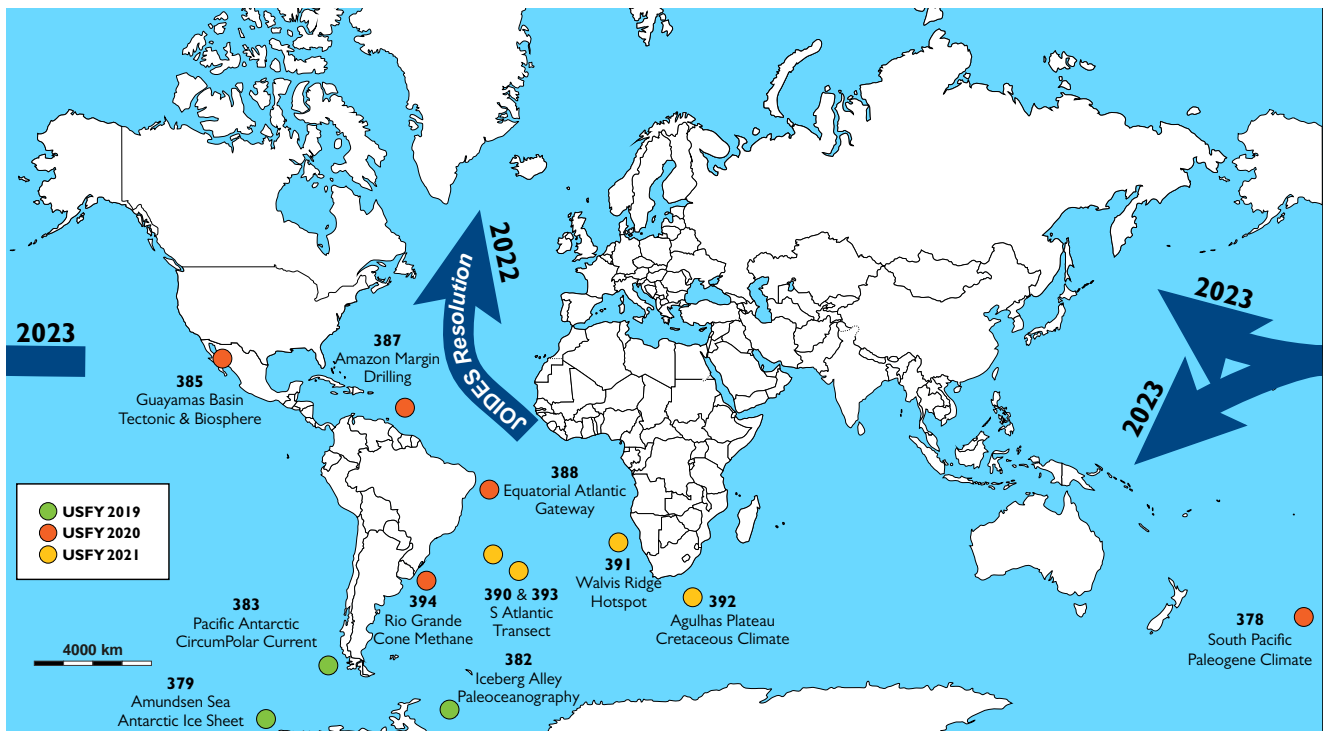 2022
JOIDES Resolution
2023
2023
2023
387
Amazon Margin
Drilling
385
Guayamas Basin
Tectonic & Biosphere
388
Equatorial Atlantic
Gateway
USFY 2019
USFY 2020
USFY 2021
391
Walvis Ridge
Hotspot
390 & 393
S Atlantic
Transect
394
Rio Grande
Cone Methane
392
Agulhas Plateau
Cretaceous Climate
383
Pacific Antarctic
CircumPolar Current
378
South Pacific
Paleogene Climate
4000 km
382
Iceberg Alley
Paleoceanography
379
Amundsen Sea
Antarctic Ice Sheet